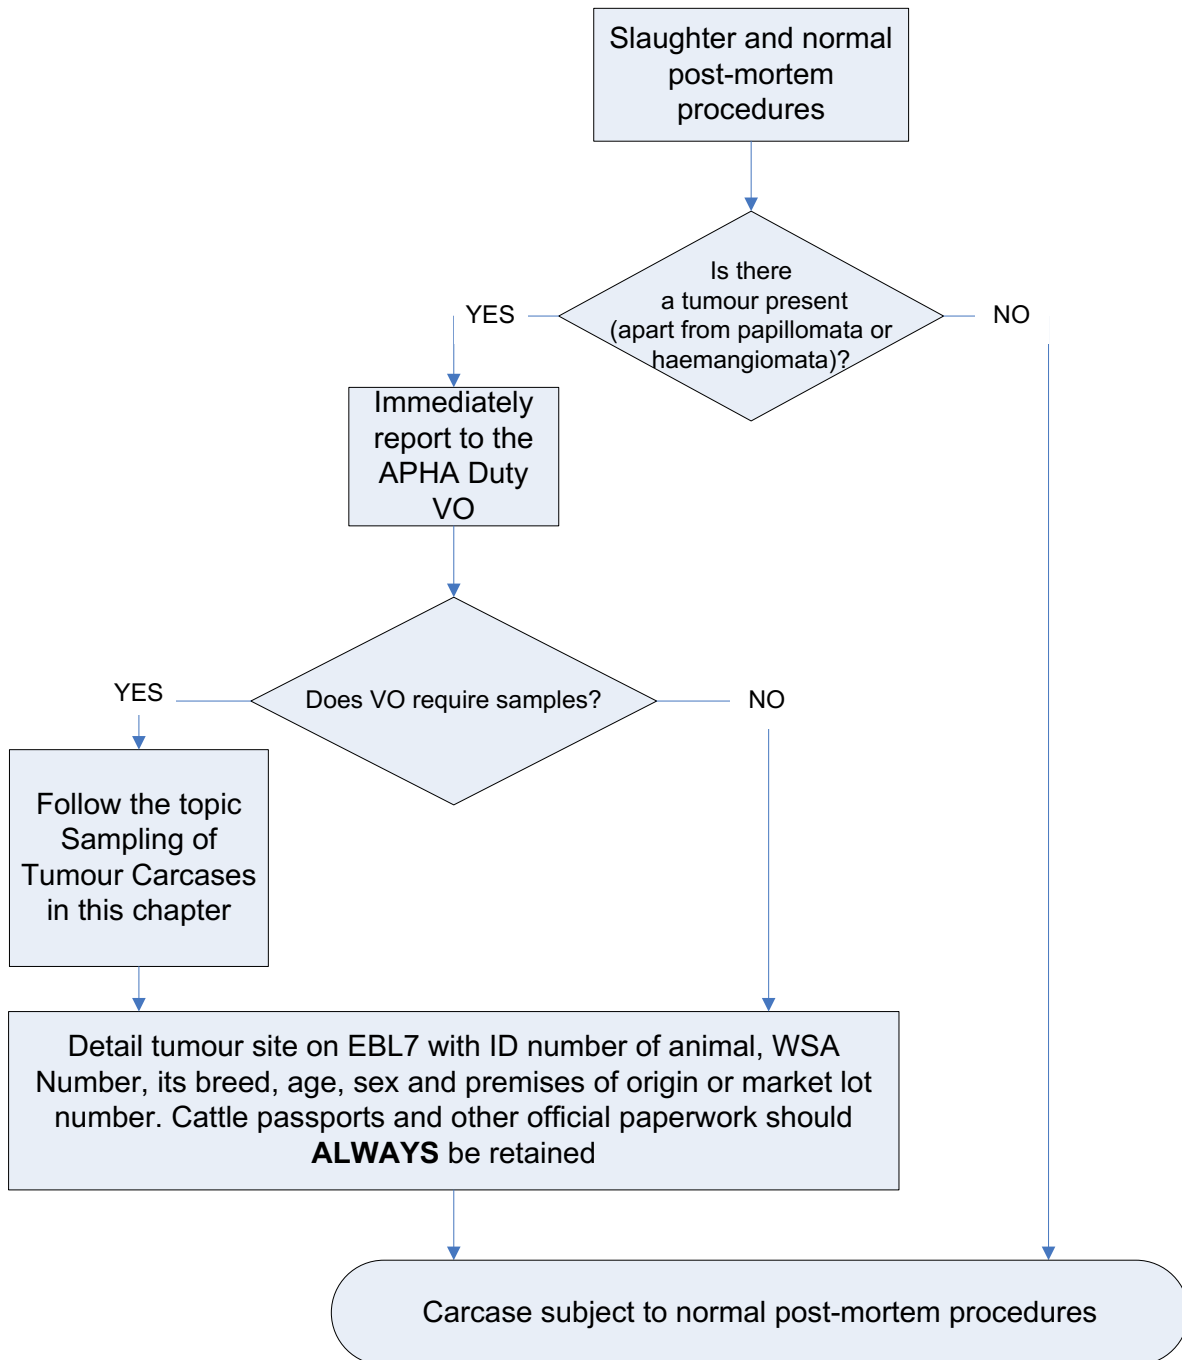 Slaughter and normal
post-mortem
procedures
Is there
a tumour present
(apart from papillomata or
haemangiomata)?
YES
NO
Immediately
report to the
APHA Duty
VO
Does VO require samples?
YES
NO
Follow the topic
Sampling of
Tumour Carcases
in this chapter
Detail tumour site on EBL7 with ID number of animal, WSA
Number, its breed, age, sex and premises of origin or market lot
number. Cattle passports and other official paperwork should
ALWAYS be retained
Carcase subject to normal post-mortem procedures